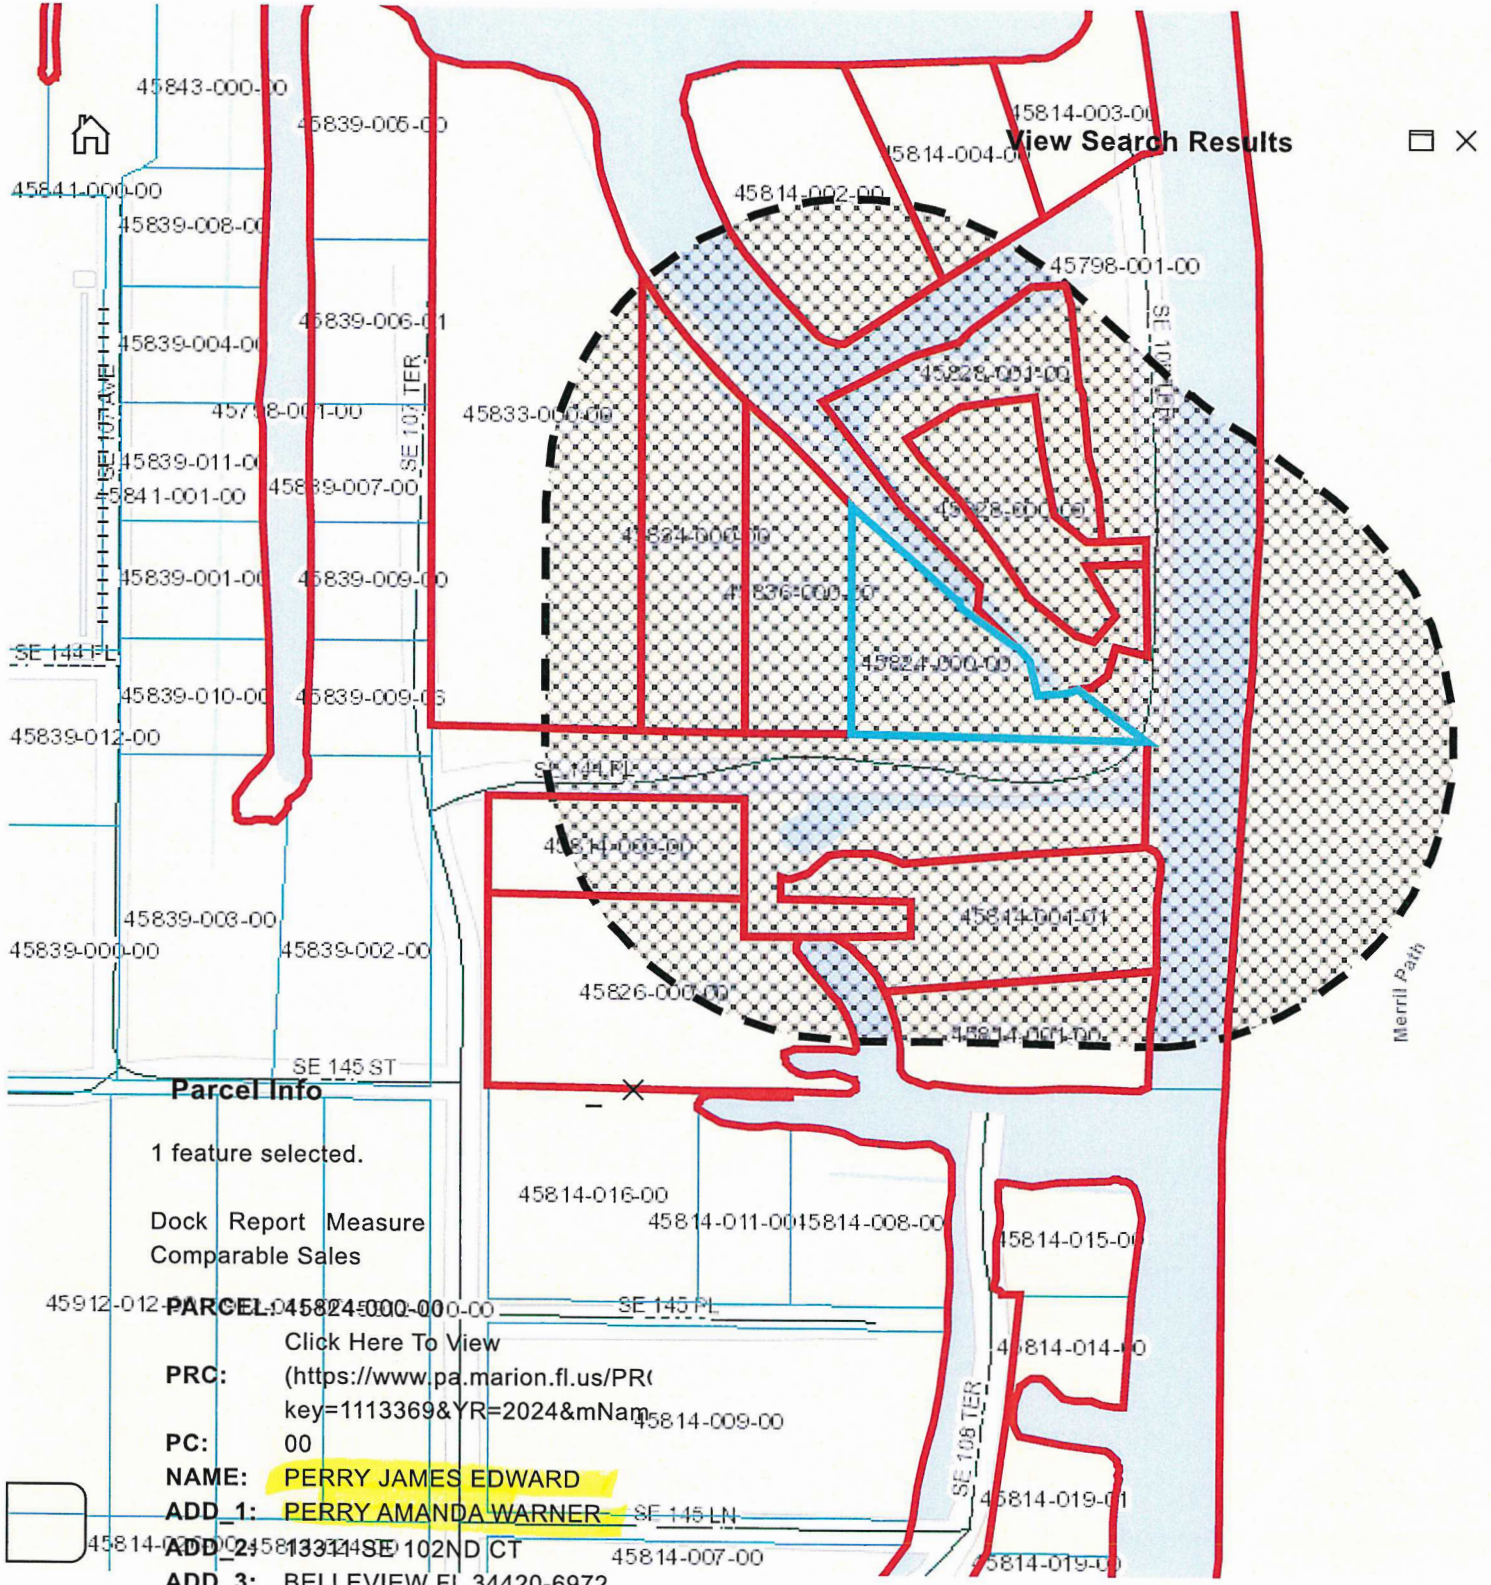 45843-000-00
45839-005-00
45814-003-00
View Search Results
45814-004-00
45841-000-00
45814-002-00
45839-008-00
45798-001-00
45839-006-01
45839-004-00
SE 107 TER
45828-001-00
45798-001-00
45833-000-00
45839-011-00
45839-007-00
45841-001-00
45828-000-00
45834-000-00
45839-001-00
45839-009-00
45836-000-00
SE 144 PL
45824-000-00
45839-010-00
45839-009-06
45839-012-00
SE 144 PL
45814-000-00
45839-003-00
45814-001-01
45839-000-00
45839-002-00
45826-000-00
Merril Path
45814-001-00
SE 145 ST
Parcel Info
1 feature selected.
45814-016-00
Dock Report Measure
45814-011-00
45814-008-00
45814-015-00
Comparable Sales
PARCEL: 45824-000-00
SE 145 PL
Click Here To View
45814-014-00
PRC: (https://www.pa.marion.fl.us/PR
key=1113369&YR=2024&mNam
45814-009-00
PC: 00
SE 108 TER
NAME: PERRY JAMES EDWARD
ADD_1: PERRY AMANDA WARNER
45814-019-01
SE 145 LN
ADD_2: 13311 SE 102ND CT
45814-007-00
45814-019-00
ADD_3: BELLEVIEW FL 34420-6972